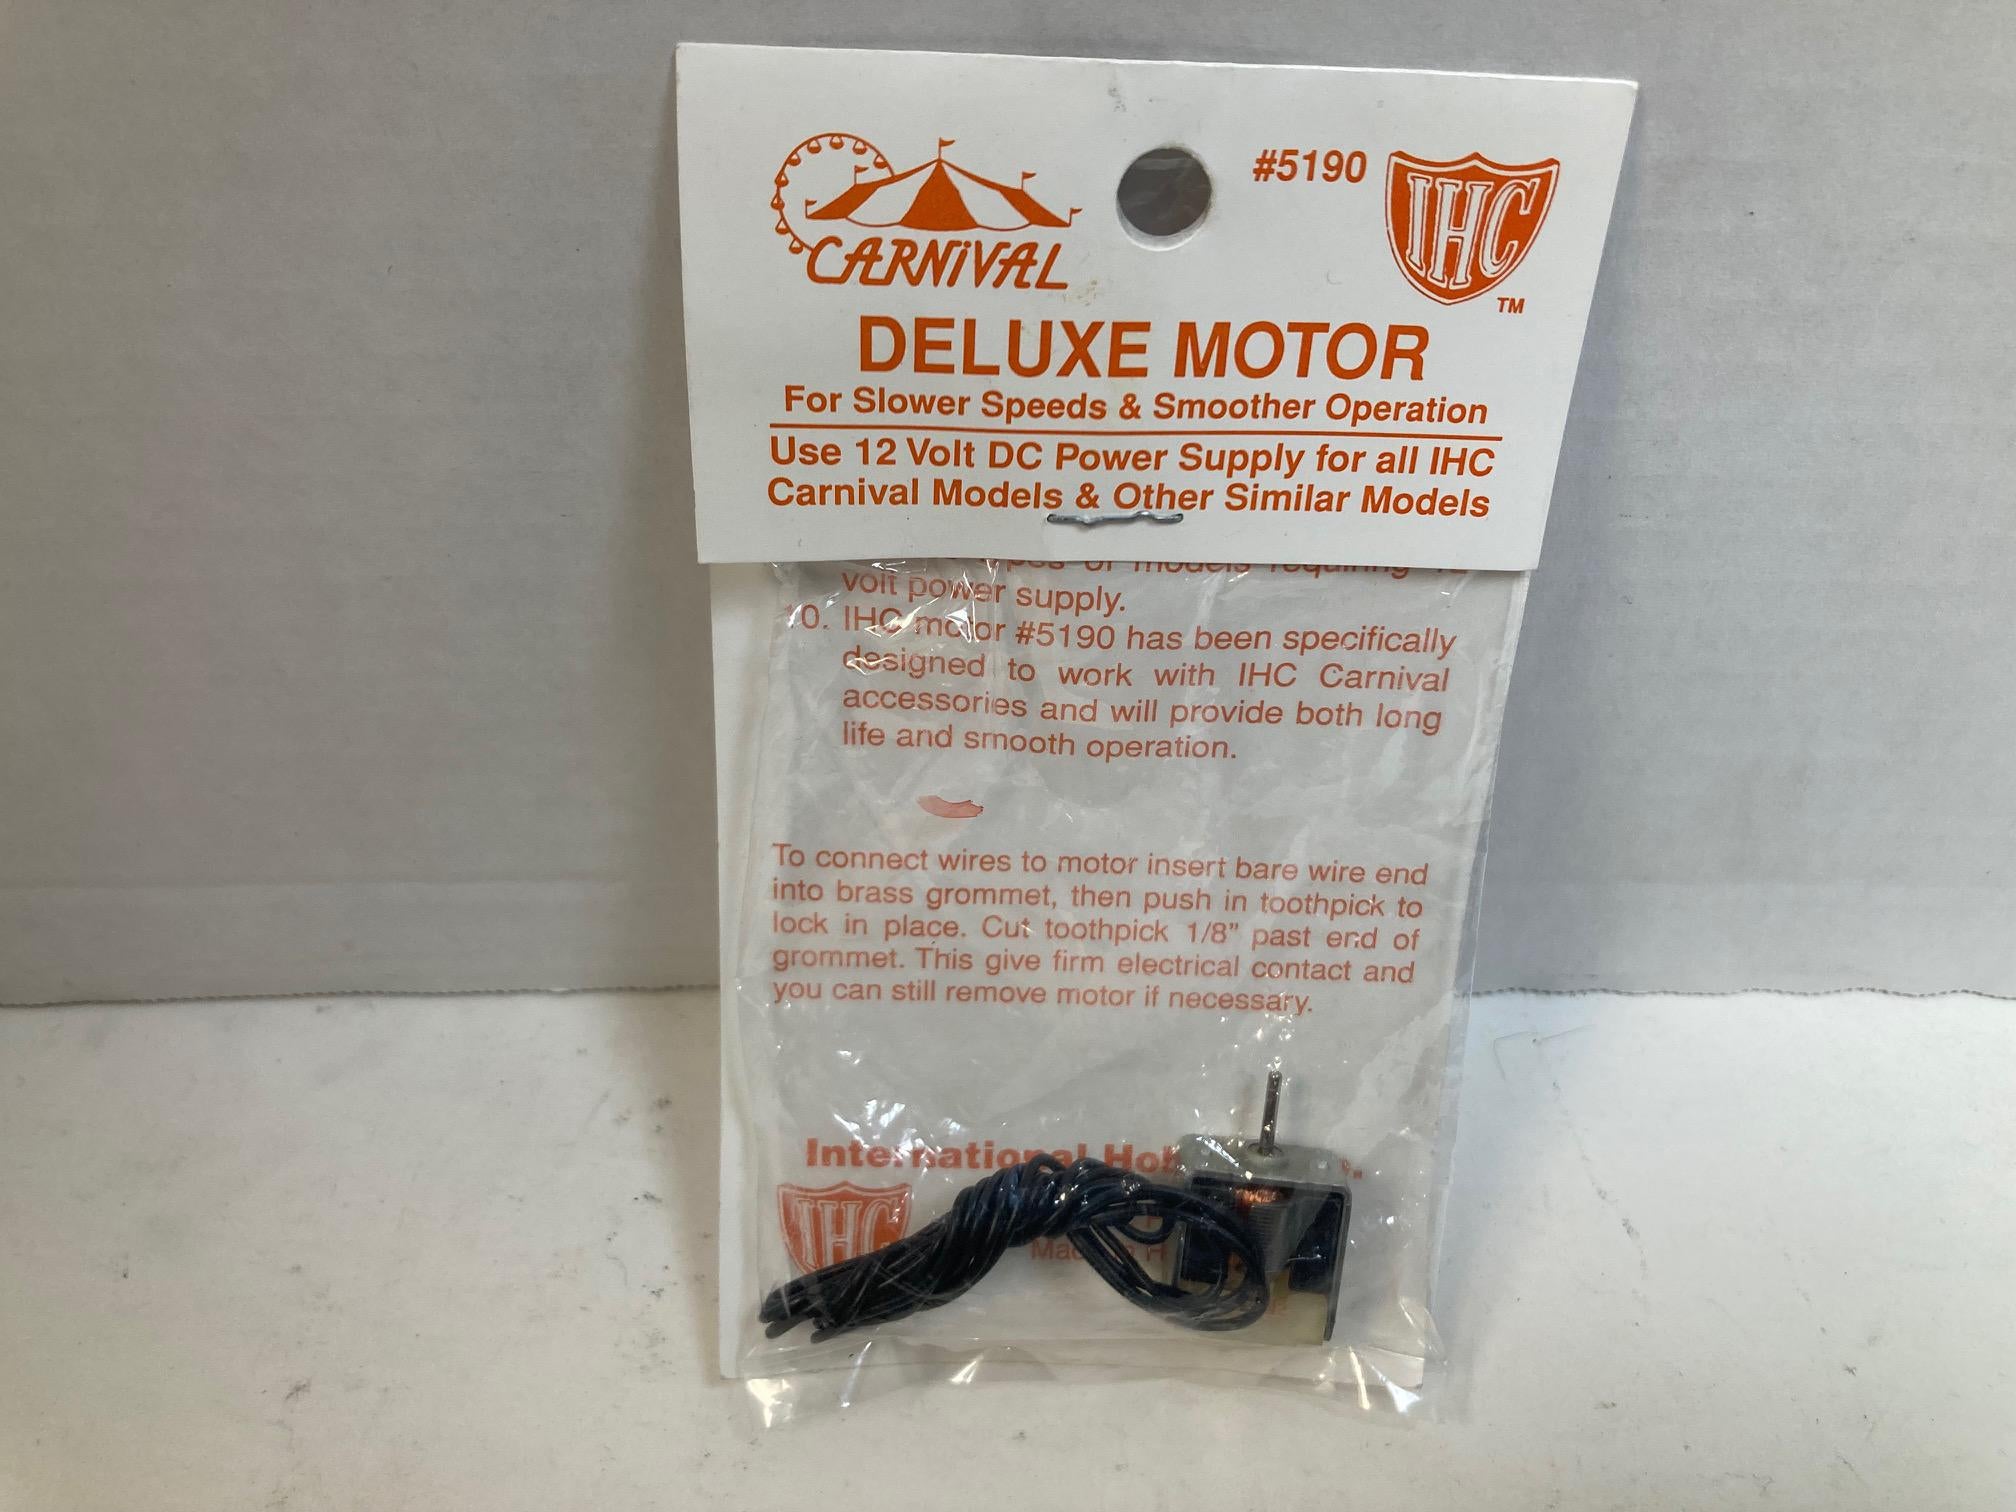 CARNiVAL
#5190
IHC
TM
DELUXE MOTOR
For Slower Speeds & Smoother Operation
Use 12 Volt DC Power Supply for all IHC
Carnival Models & Other Similar Models
of models requiring
volt power supply.
10. IHC motor #5190 has been specifically
designed to work with IHC Carnival
accessories and will provide both long
life and smooth operation.
To connect wires to motor insert bare wire end
into brass grommet, then push in toothpick to
lock in place. Cut toothpick 1/8" past end of
grommet. This give firm electrical contact and
you can still remove motor if necessary.
International
IHC